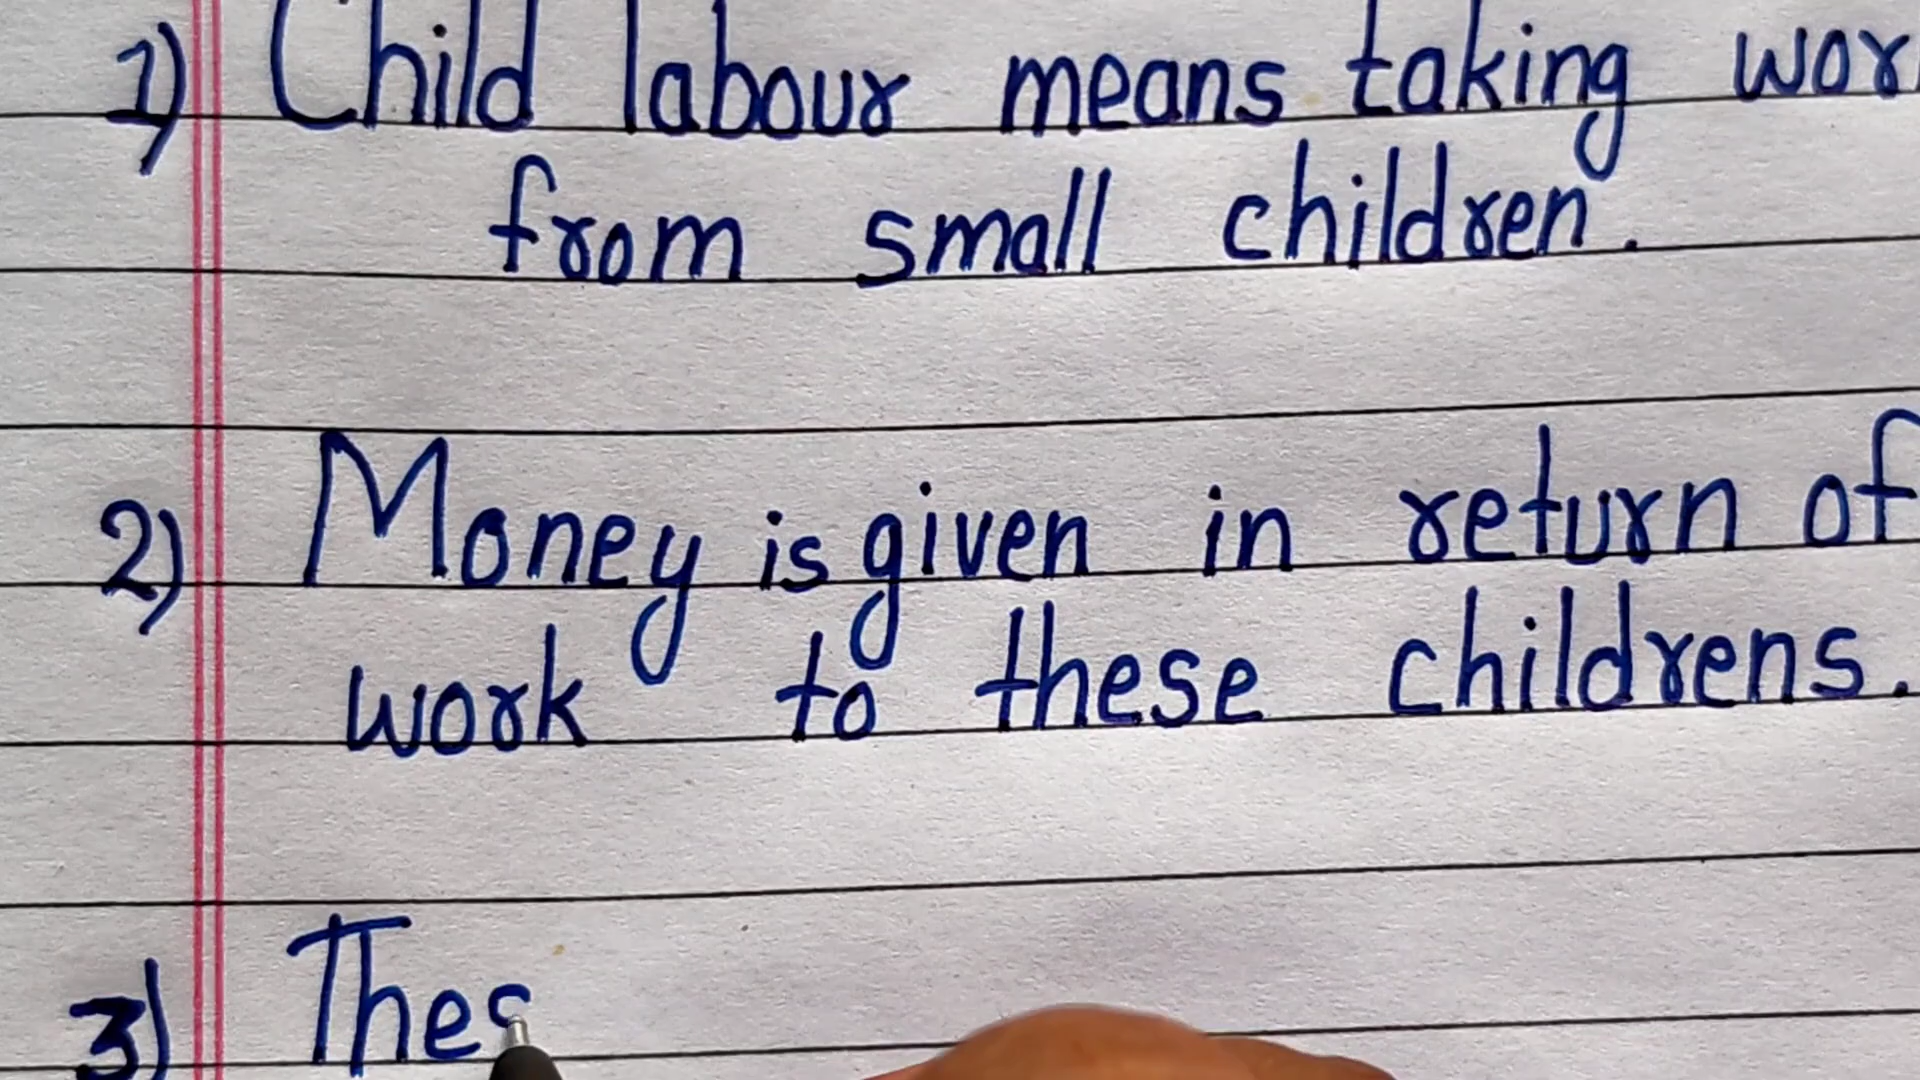 1) Child labour means taking wor
from small children.
2) Money is given in return of
work to these childrens.
3) Thes